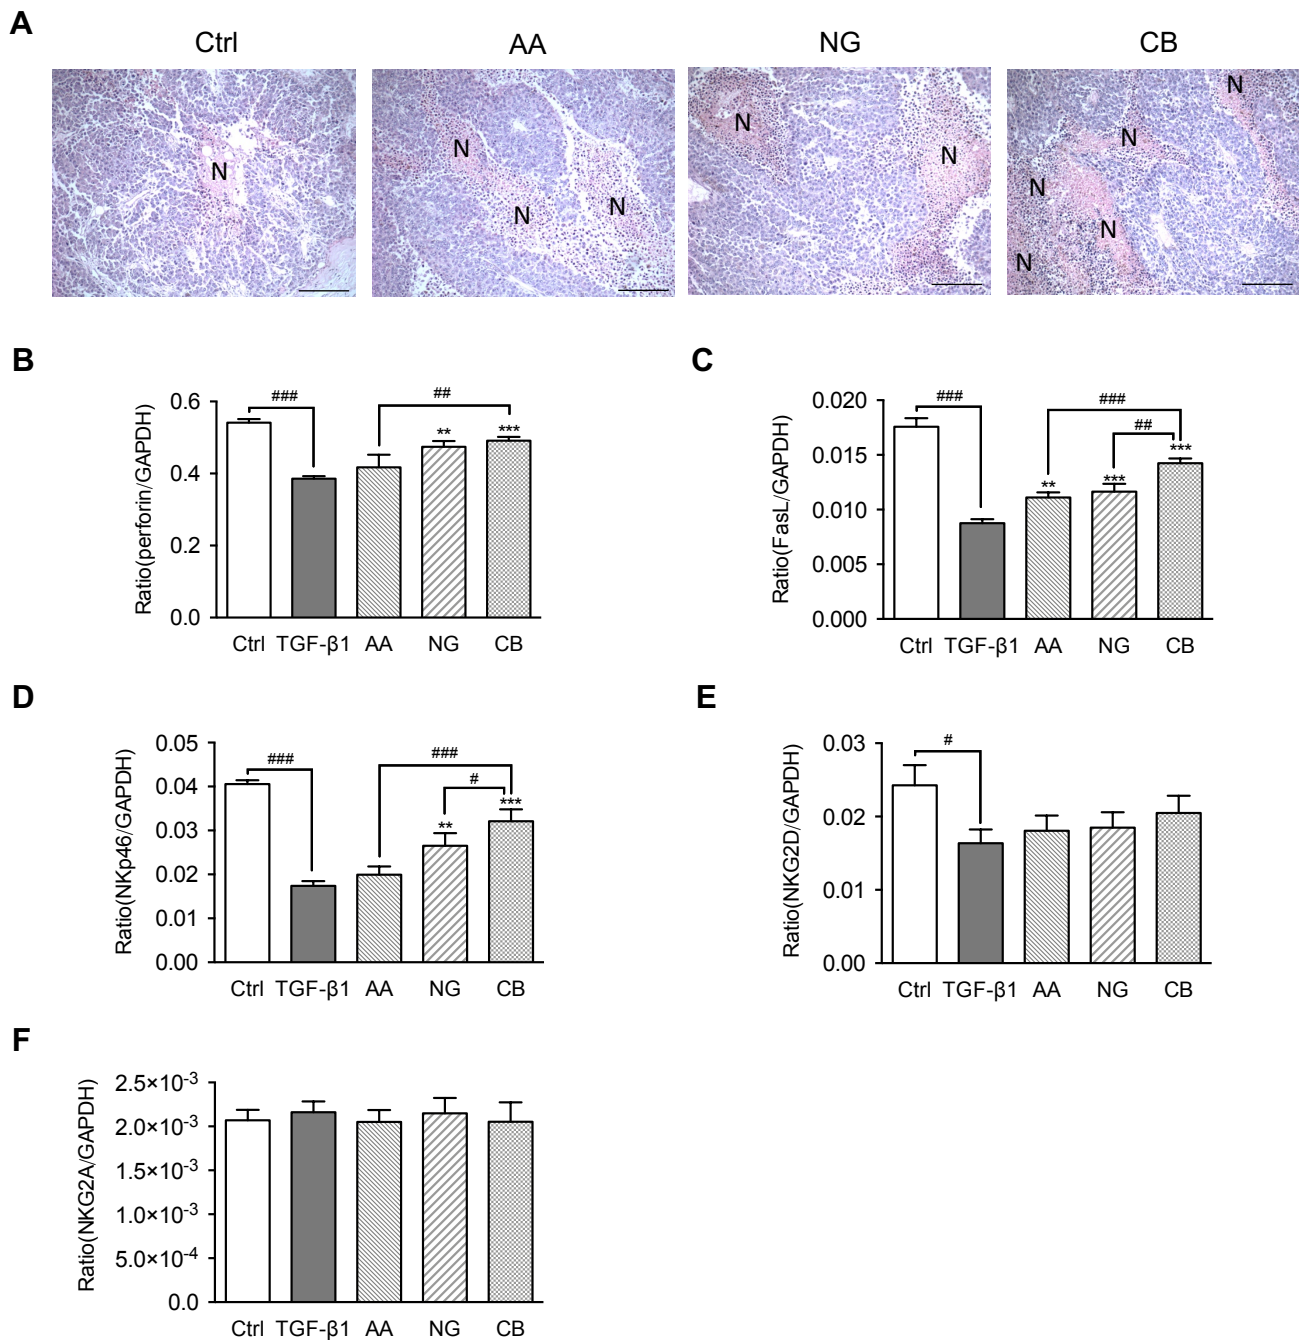 A
Ctrl
AA
NG
CB
N
N
N
N
N
N
N
N
N
N
N
B
Ratio(perforin/GAPDH)
0.6
0.4
0.2
0.0
###
##
**
***
Ctrl TGF-β1 AA NG CB
C
Ratio(FasL/GAPDH)
0.020
0.015
0.010
0.005
0.000
###
###
##
**
***
***
Ctrl TGF-β1 AA NG CB
D
Ratio(NKp46/GAPDH)
0.05
0.04
0.03
0.02
0.01
0.00
###
###
#
**
***
Ctrl TGF-β1 AA NG CB
E
Ratio(NKG2D/GAPDH)
0.03
0.02
0.01
0.00
#
Ctrl TGF-β1 AA NG CB
F
Ratio(NKG2A/GAPDH)
2.5×10⁻³
2.0×10⁻³
1.5×10⁻³
1.0×10⁻³
5.0×10⁻⁴
0.0
Ctrl TGF-β1 AA NG CB